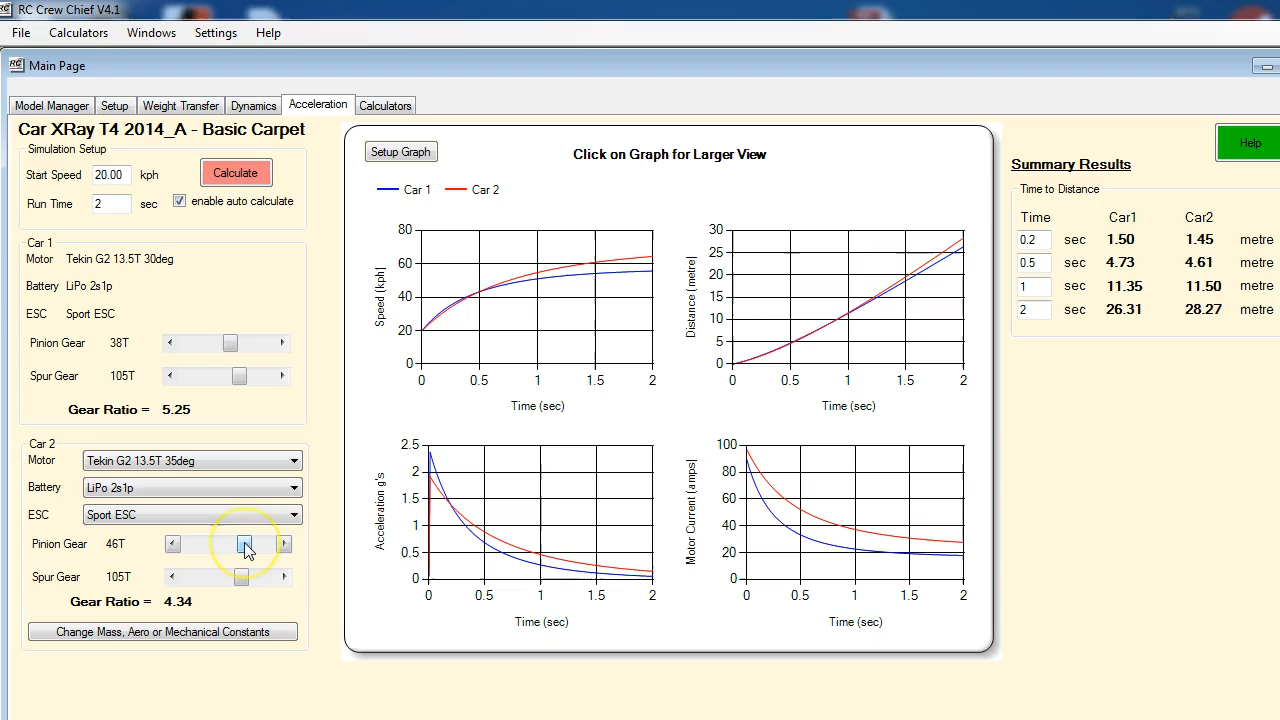 RC Crew Chief V4.1
File Calculators Windows Settings Help
RC Main Page
Model Manager Setup Weight Transfer Dynamics Acceleration Calculators
Car XRay T4 2014_A - Basic Carpet
Simulation Setup
Start Speed 20.00 kph Calculate
Run Time 2 sec enable auto calculate
Car 1
Motor Tekin G2 13.5T 30deg
Battery LiPo 2s1p
ESC Sport ESC
Pinion Gear 38T
Spur Gear 105T
Gear Ratio = 5.25
Car 2
Motor Tekin G2 13.5T 35deg
Battery LiPo 2s1p
ESC Sport ESC
Pinion Gear 46T
Spur Gear 105T
Gear Ratio = 4.34
Change Mass, Aero or Mechanical Constants
Setup Graph
Click on Graph for Larger View
Car 1 Car 2
Speed (kph)
80
60
40
20
0
0 0.5 1 1.5 2
Time (sec)
Distance (metre)
30
25
20
15
10
5
0
0 0.5 1 1.5 2
Time (sec)
Acceleration g's
2.5
2
1.5
1
0.5
0
0 0.5 1 1.5 2
Time (sec)
Motor Current (amps)
100
80
60
40
20
0
0 0.5 1 1.5 2
Time (sec)
Help
Summary Results
Time to Distance
Time Car1 Car2
0.2 sec 1.50 1.45 metre
0.5 sec 4.73 4.61 metre
1 sec 11.35 11.50 metre
2 sec 26.31 28.27 metre